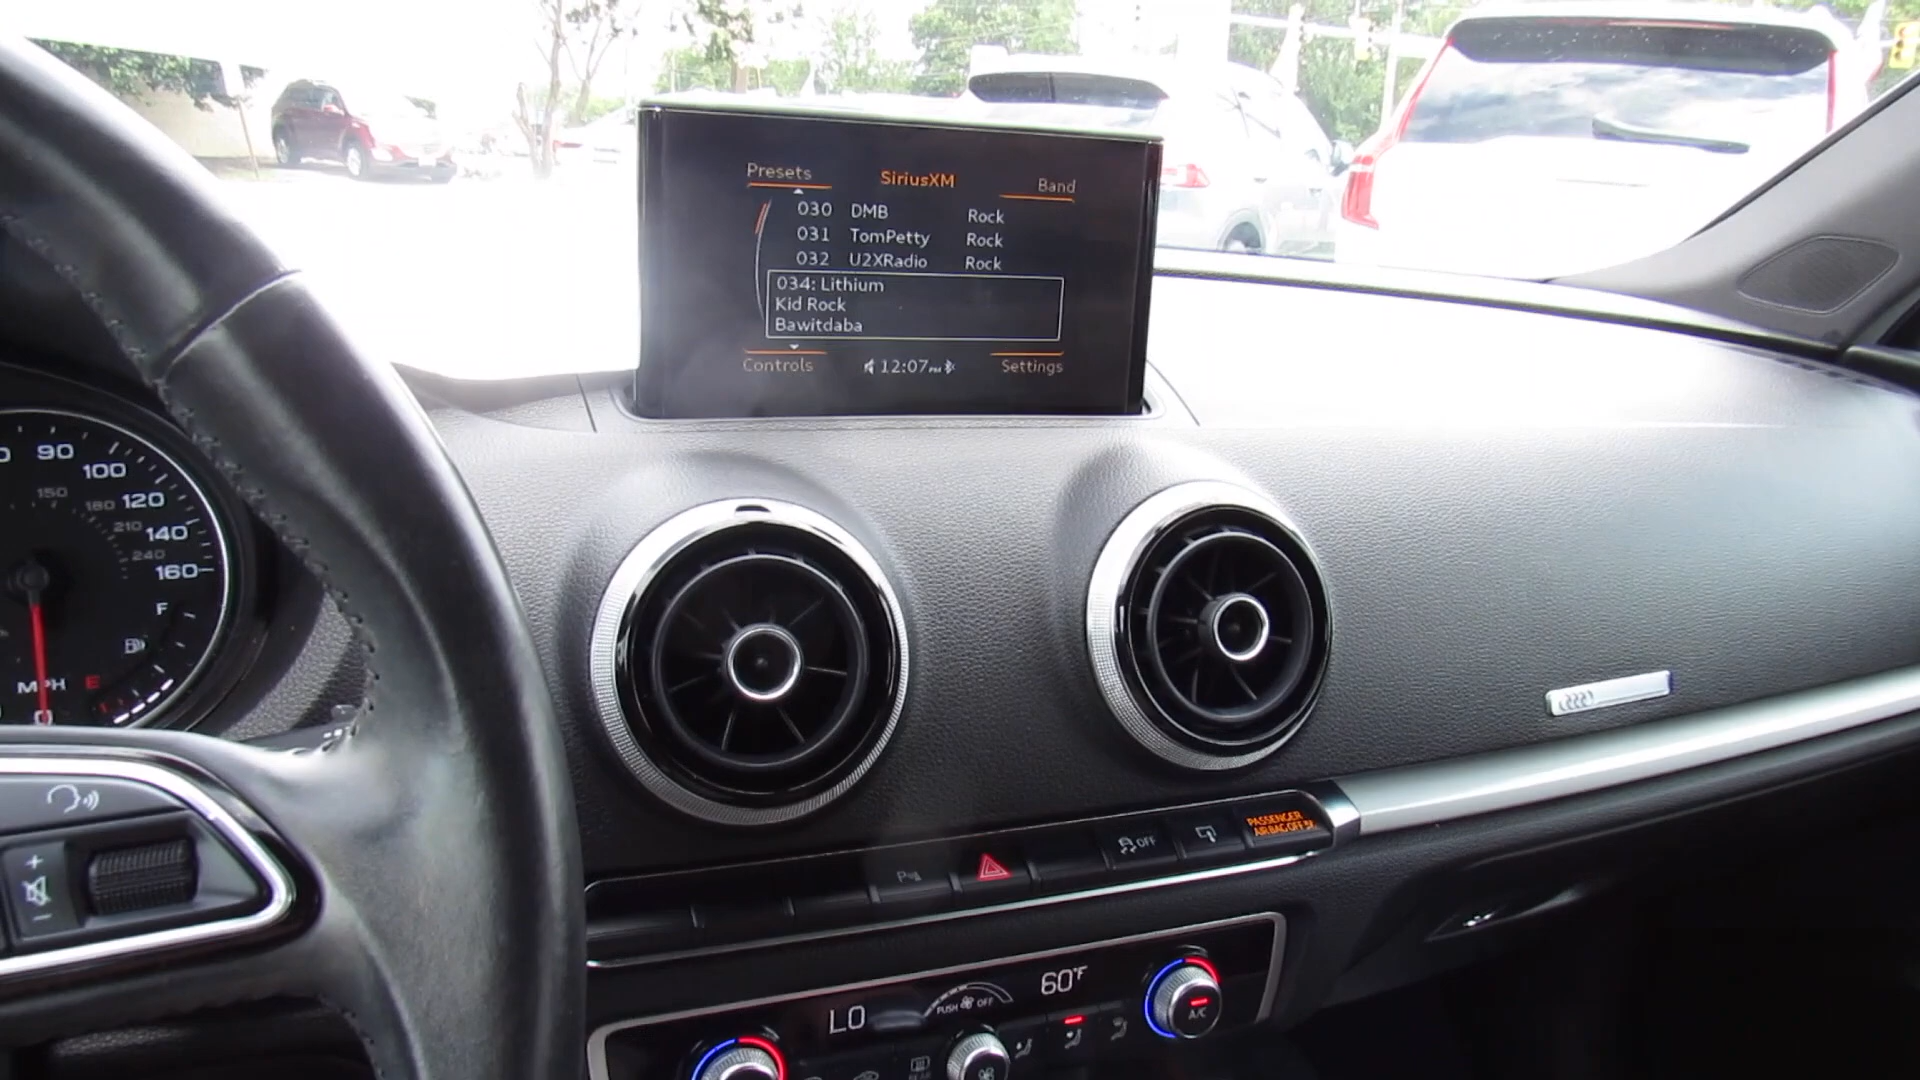 Presets SiriusXM Band
030 DMB Rock
031 TomPetty Rock
032 U2XRadio Rock
034: Lithium
Kid Rock
Bawitdaba
Controls 12:07PM Settings
90
100
120
140
160
150
180
210
240
F
MPH E
0
+
-
P
OFF
PASSENGER
AIR BAG OFF
LO
PUSH OFF
60°F
A/C